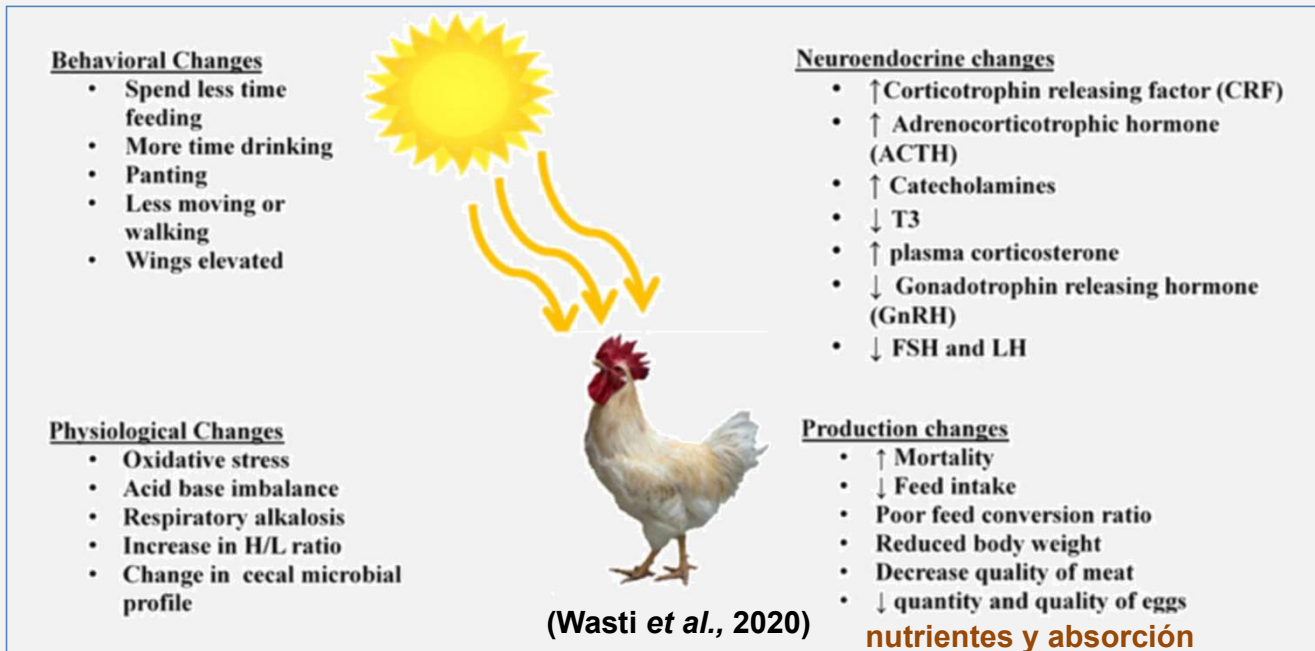 Behavioral Changes
• Spend less time
feeding
• More time drinking
• Panting
• Less moving or
walking
• Wings elevated
Neuroendocrine changes
• ↑Corticotrophin releasing factor (CRF)
• ↑ Adrenocorticotrophic hormone
(ACTH)
• ↑ Catecholamines
• ↓ T3
• ↑ plasma corticosterone
• ↓ Gonadotrophin releasing hormone
(GnRH)
• ↓ FSH and LH
Physiological Changes
• Oxidative stress
• Acid base imbalance
• Respiratory alkalosis
• Increase in H/L ratio
• Change in cecal microbial
profile
Production changes
• ↑ Mortality
• ↓ Feed intake
• Poor feed conversion ratio
• Reduced body weight
• Decrease quality of meat
• ↓ quantity and quality of eggs
(Wasti et al., 2020)
nutrientes y absorción